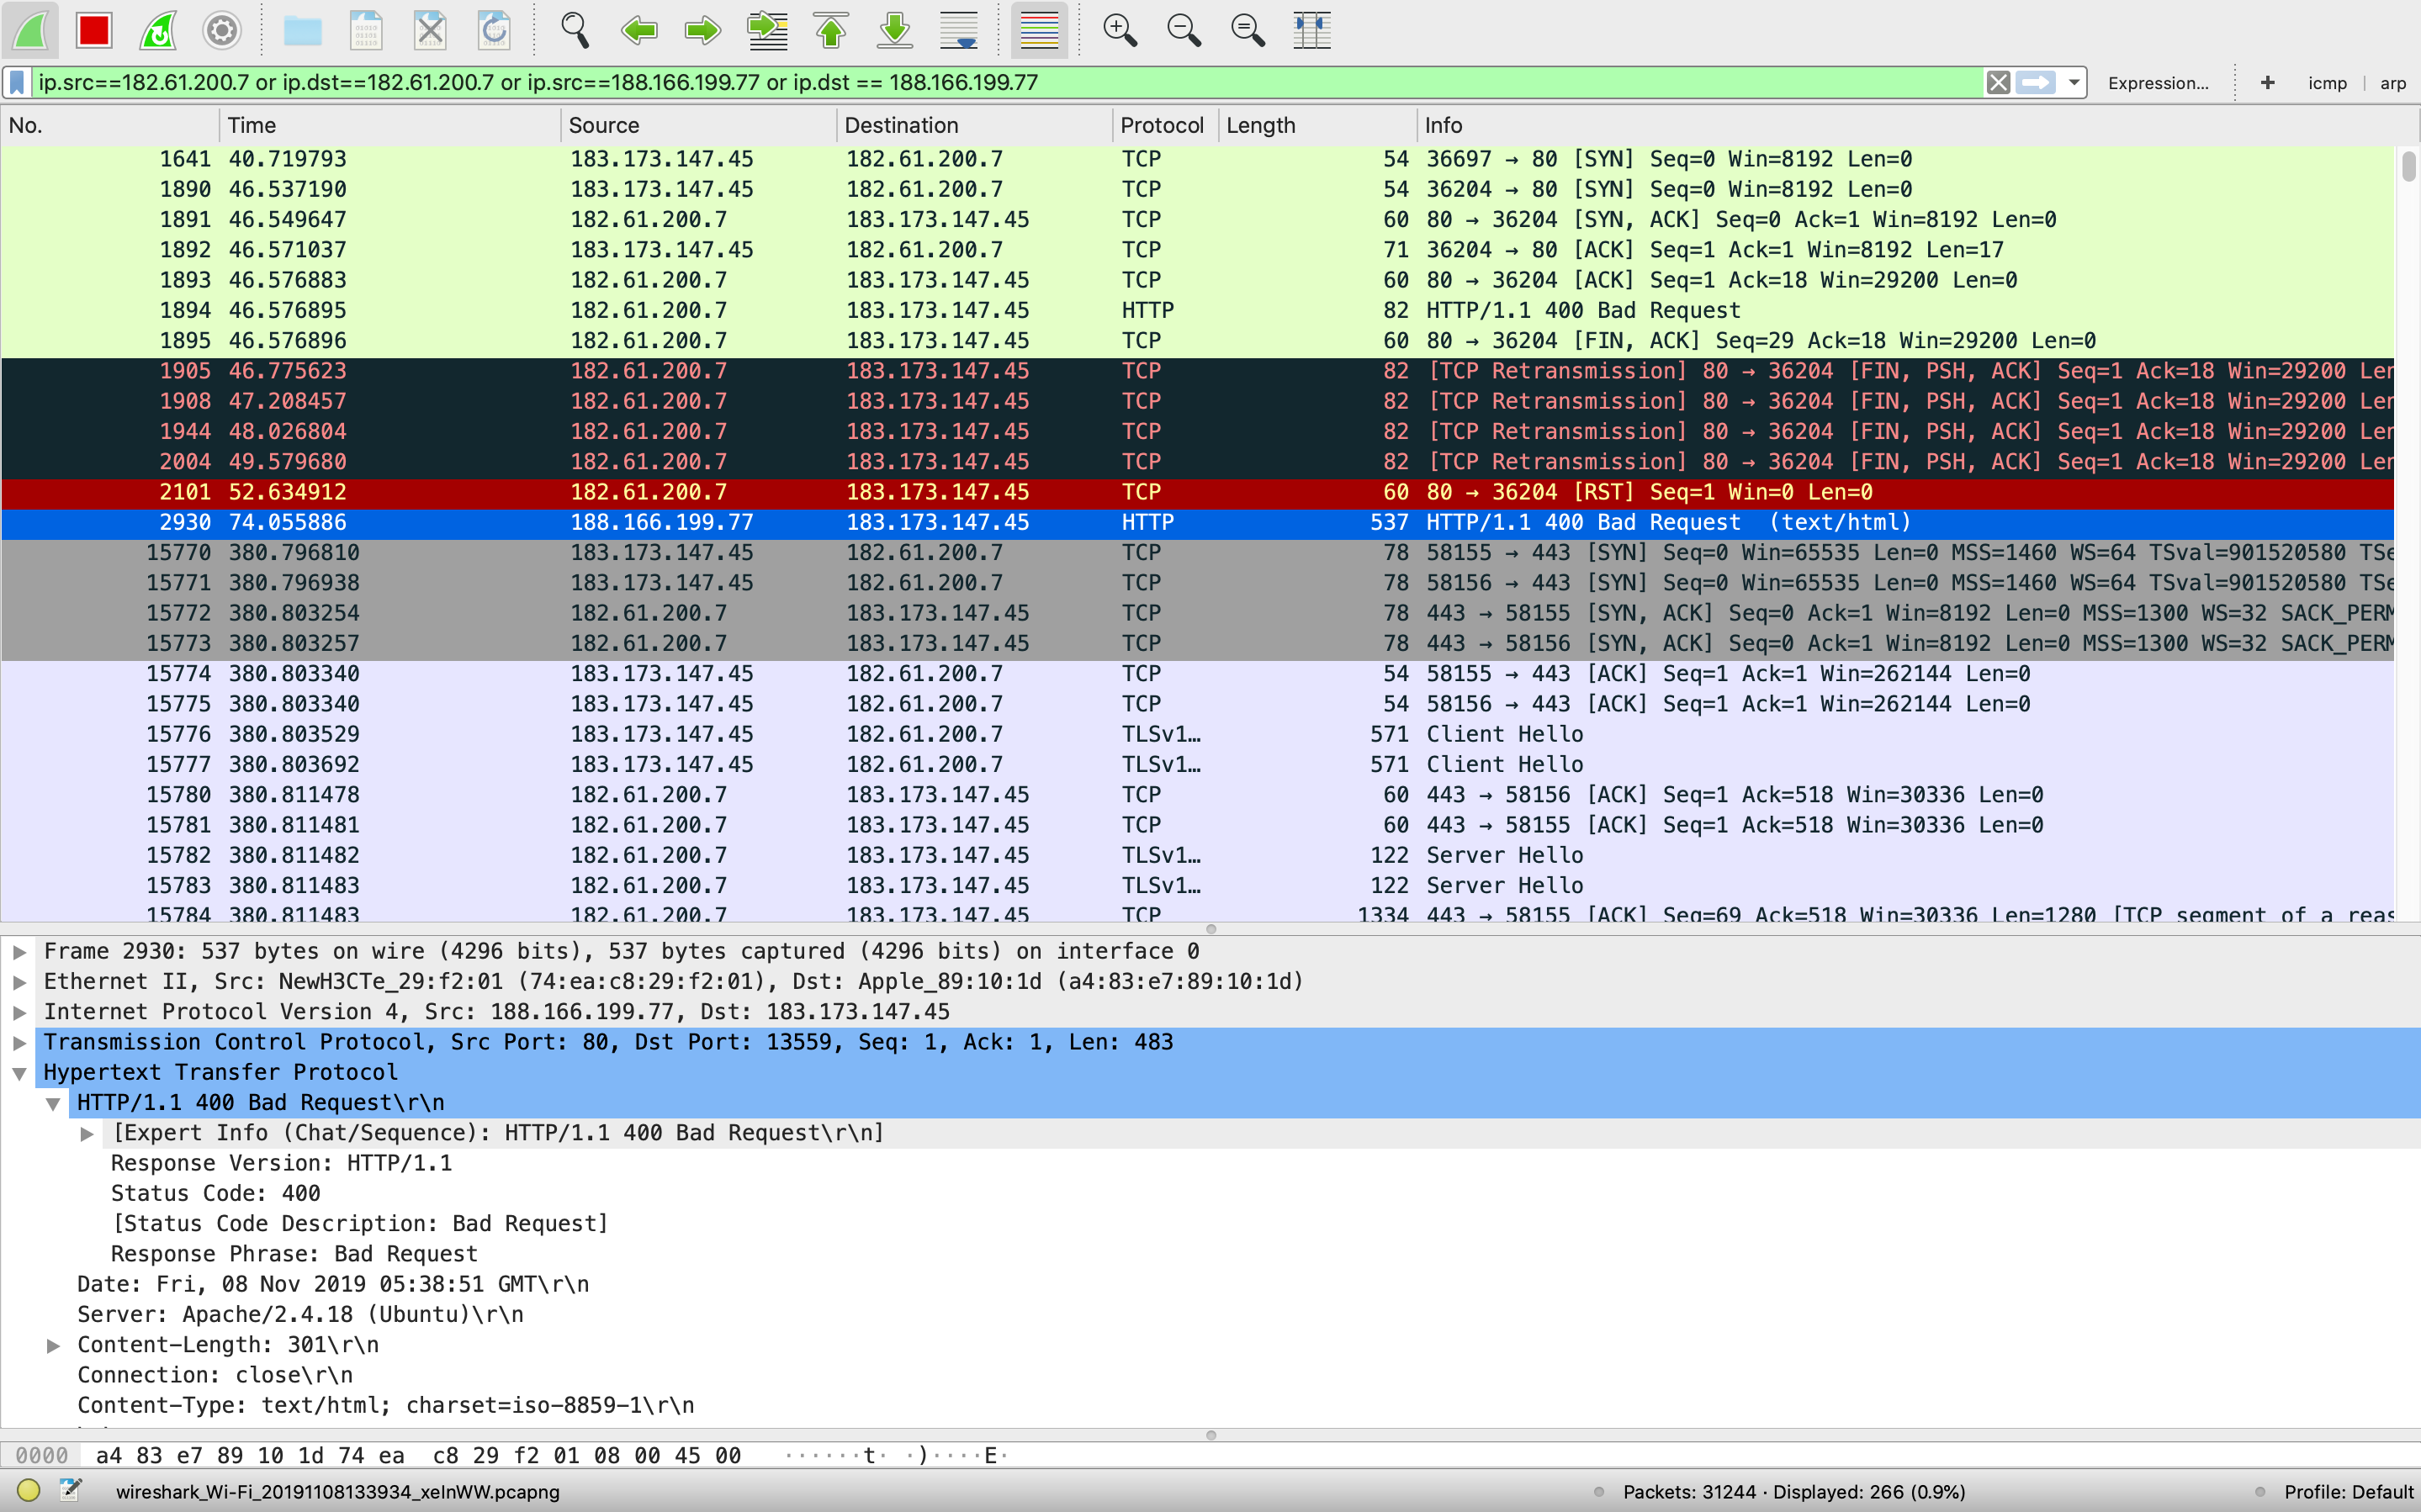 ip.src==182.61.200.7 or ip.dst==182.61.200.7 or ip.src==188.166.199.77 or ip.dst == 188.166.199.77 Expression... + icmp arp
No. Time Source Destination Protocol Length Info
1641 40.719793 183.173.147.45 182.61.200.7 TCP 54 36697 → 80 [SYN] Seq=0 Win=8192 Len=0
1890 46.537190 183.173.147.45 182.61.200.7 TCP 54 36204 → 80 [SYN] Seq=0 Win=8192 Len=0
1891 46.549647 182.61.200.7 183.173.147.45 TCP 60 80 → 36204 [SYN, ACK] Seq=0 Ack=1 Win=8192 Len=0
1892 46.571037 183.173.147.45 182.61.200.7 TCP 71 36204 → 80 [ACK] Seq=1 Ack=1 Win=8192 Len=17
1893 46.576883 182.61.200.7 183.173.147.45 TCP 60 80 → 36204 [ACK] Seq=1 Ack=18 Win=29200 Len=0
1894 46.576895 182.61.200.7 183.173.147.45 HTTP 82 HTTP/1.1 400 Bad Request
1895 46.576896 182.61.200.7 183.173.147.45 TCP 60 80 → 36204 [FIN, ACK] Seq=29 Ack=18 Win=29200 Len=0
1905 46.775623 182.61.200.7 183.173.147.45 TCP 82 [TCP Retransmission] 80 → 36204 [FIN, PSH, ACK] Seq=1 Ack=18 Win=29200 Len
1908 47.208457 182.61.200.7 183.173.147.45 TCP 82 [TCP Retransmission] 80 → 36204 [FIN, PSH, ACK] Seq=1 Ack=18 Win=29200 Len
1944 48.026804 182.61.200.7 183.173.147.45 TCP 82 [TCP Retransmission] 80 → 36204 [FIN, PSH, ACK] Seq=1 Ack=18 Win=29200 Len
2004 49.579680 182.61.200.7 183.173.147.45 TCP 82 [TCP Retransmission] 80 → 36204 [FIN, PSH, ACK] Seq=1 Ack=18 Win=29200 Len
2101 52.634912 182.61.200.7 183.173.147.45 TCP 60 80 → 36204 [RST] Seq=1 Win=0 Len=0
2930 74.055886 188.166.199.77 183.173.147.45 HTTP 537 HTTP/1.1 400 Bad Request (text/html)
15770 380.796810 183.173.147.45 182.61.200.7 TCP 78 58155 → 443 [SYN] Seq=0 Win=65535 Len=0 MSS=1460 WS=64 TSval=901520580 TSe
15771 380.796938 183.173.147.45 182.61.200.7 TCP 78 58156 → 443 [SYN] Seq=0 Win=65535 Len=0 MSS=1460 WS=64 TSval=901520580 TSe
15772 380.803254 182.61.200.7 183.173.147.45 TCP 78 443 → 58155 [SYN, ACK] Seq=0 Ack=1 Win=8192 Len=0 MSS=1300 WS=32 SACK_PERM
15773 380.803257 182.61.200.7 183.173.147.45 TCP 78 443 → 58156 [SYN, ACK] Seq=0 Ack=1 Win=8192 Len=0 MSS=1300 WS=32 SACK_PERM
15774 380.803340 183.173.147.45 182.61.200.7 TCP 54 58155 → 443 [ACK] Seq=1 Ack=1 Win=262144 Len=0
15775 380.803340 183.173.147.45 182.61.200.7 TCP 54 58156 → 443 [ACK] Seq=1 Ack=1 Win=262144 Len=0
15776 380.803529 183.173.147.45 182.61.200.7 TLSv1… 571 Client Hello
15777 380.803692 183.173.147.45 182.61.200.7 TLSv1… 571 Client Hello
15780 380.811478 182.61.200.7 183.173.147.45 TCP 60 443 → 58156 [ACK] Seq=1 Ack=518 Win=30336 Len=0
15781 380.811481 182.61.200.7 183.173.147.45 TCP 60 443 → 58155 [ACK] Seq=1 Ack=518 Win=30336 Len=0
15782 380.811482 182.61.200.7 183.173.147.45 TLSv1… 122 Server Hello
15783 380.811483 182.61.200.7 183.173.147.45 TLSv1… 122 Server Hello
15784 380.811483 182.61.200.7 183.173.147.45 TCP 1334 443 → 58155 [ACK] Seq=69 Ack=518 Win=30336 Len=1280 [TCP segment of a reas
Frame 2930: 537 bytes on wire (4296 bits), 537 bytes captured (4296 bits) on interface 0
Ethernet II, Src: NewH3CTe_29:f2:01 (74:ea:c8:29:f2:01), Dst: Apple_89:10:1d (a4:83:e7:89:10:1d)
Internet Protocol Version 4, Src: 188.166.199.77, Dst: 183.173.147.45
Transmission Control Protocol, Src Port: 80, Dst Port: 13559, Seq: 1, Ack: 1, Len: 483
Hypertext Transfer Protocol
HTTP/1.1 400 Bad Request\r\n
[Expert Info (Chat/Sequence): HTTP/1.1 400 Bad Request\r\n]
Response Version: HTTP/1.1
Status Code: 400
[Status Code Description: Bad Request]
Response Phrase: Bad Request
Date: Fri, 08 Nov 2019 05:38:51 GMT\r\n
Server: Apache/2.4.18 (Ubuntu)\r\n
Content-Length: 301\r\n
Connection: close\r\n
Content-Type: text/html; charset=iso-8859-1\r\n
0000 a4 83 e7 89 10 1d 74 ea c8 29 f2 01 08 00 45 00 ······t· ·)····E·
wireshark_Wi-Fi_20191108133934_xeInWW.pcapng Packets: 31244 · Displayed: 266 (0.9%) Profile: Default